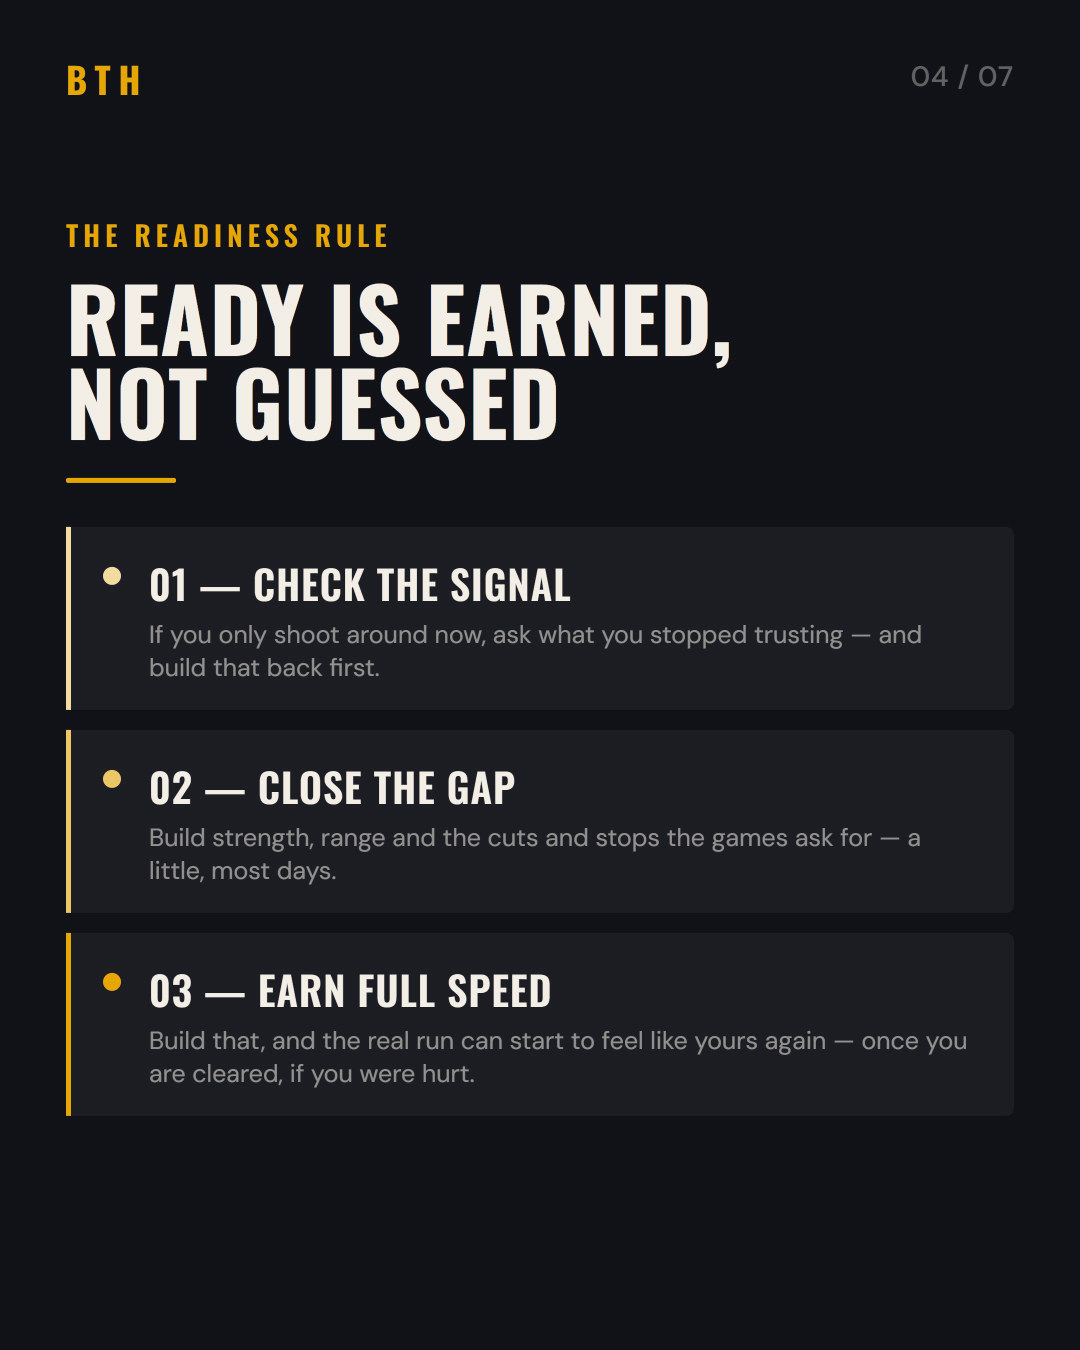 BTH
04 / 07
THE READINESS RULE
READY IS EARNED,
NOT GUESSED
01 — CHECK THE SIGNAL
If you only shoot around now, ask what you stopped trusting — and
build that back first.
02 — CLOSE THE GAP
Build strength, range and the cuts and stops the games ask for — a
little, most days.
03 — EARN FULL SPEED
Build that, and the real run can start to feel like yours again — once you
are cleared, if you were hurt.